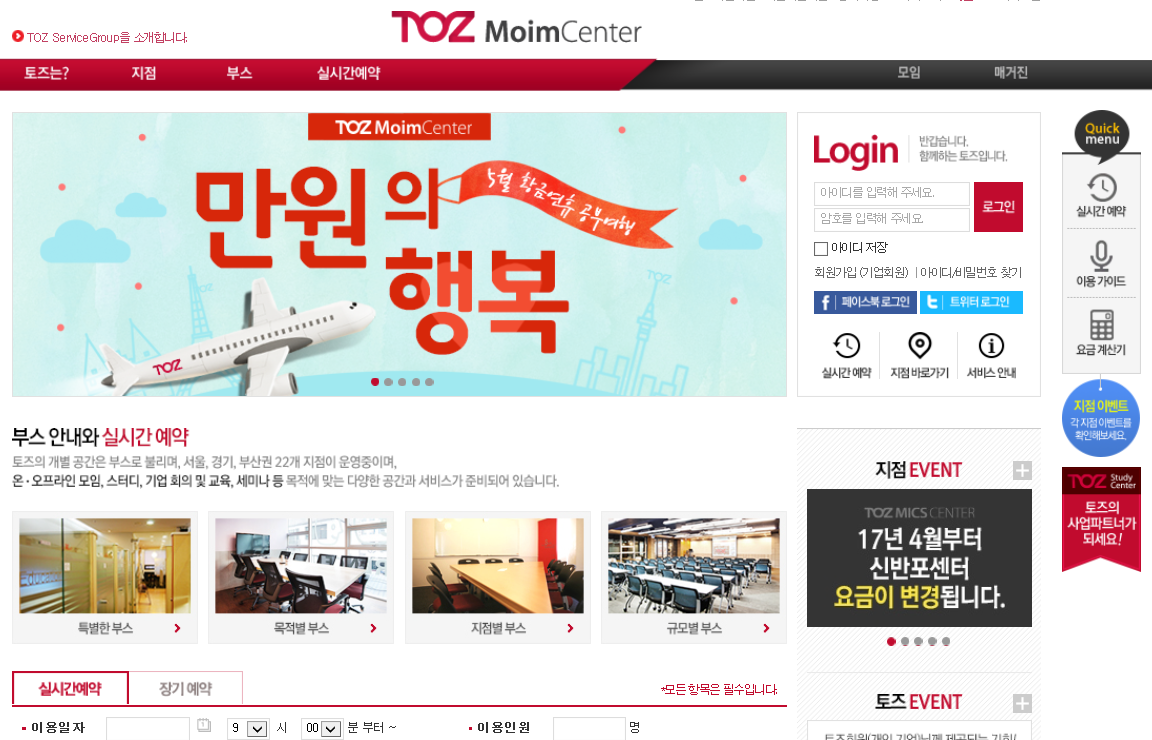 TOZ ServiceGroup을 소개합니다.
TOZ MoimCenter
토즈는?
지점
부스
실시간예약
모임
매거진
TOZ MoimCenter
만원의
행복
5월 황금연휴 공부여행
TOZ
TOZ
Login
반갑습니다.
함께하는 토즈입니다.
아이디를 입력해 주세요.
암호를 입력해 주세요.
로그인
아이디 저장
회원가입 (기업회원) | 아이디/비밀번호 찾기
페이스북 로그인
트위터 로그인
실시간 예약
지점 바로가기
서비스 안내
Quick
menu
실시간 예약
이용 가이드
요금 계산기
지점 이벤트
각 지점 이벤트를
확인해보세요.
TOZ Study Center
토즈의
사업파트너가
되세요!
부스 안내와 실시간 예약
토즈의 개별 공간은 부스로 불리며, 서울, 경기, 부산권 22개 지점이 운영중이며,
온·오프라인 모임, 스터디, 기업 회의 및 교육, 세미나 등 목적에 맞는 다양한 공간과 서비스가 준비되어 있습니다.
특별한 부스
목적별 부스
지점별 부스
규모별 부스
지점 EVENT
TOZ MICS CENTER
17년 4월부터
신반포센터
요금이 변경됩니다.
토즈 EVENT
토즈회원(개인,기업)님께 제공되는 기회/
실시간예약
장기 예약
*모든 항목은 필수입니다.
이용일자
9 시
00 분 부터 ~
이용인원
명